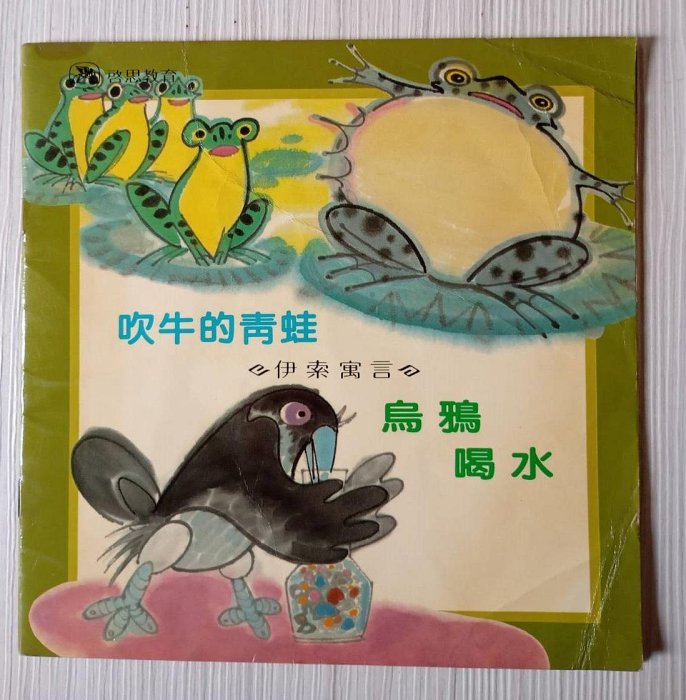 啓思教育
吹牛的青蛙
伊索寓言
烏鴉
喝水